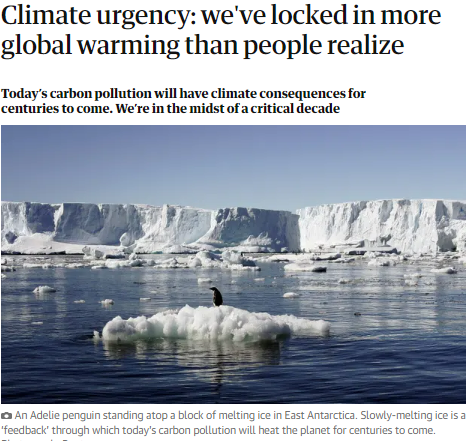 Climate urgency: we've locked in more
global warming than people realize
Today's carbon pollution will have climate consequences for
centuries to come. We're in the midst of a critical decade
An Adelie penguin standing atop a block of melting ice in East Antarctica. Slowly-melting ice is a
'feedback' through which today's carbon pollution will heat the planet for centuries to come.